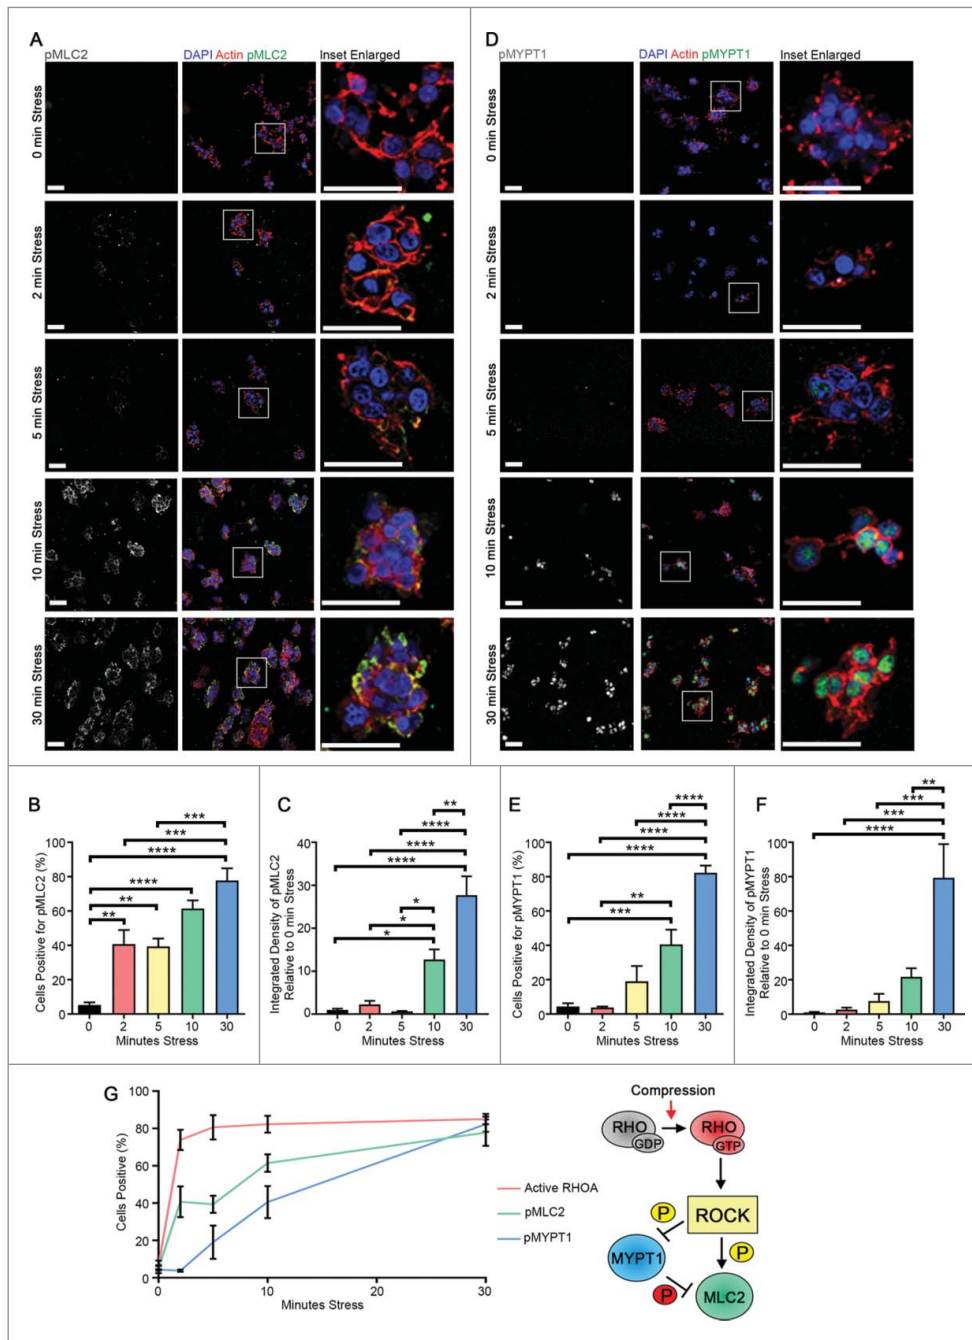 A
pMLC2
DAPI Actin pMLC2
Inset Enlarged
0 min Stress
2 min Stress
5 min Stress
10 min Stress
30 min Stress
D
pMYPT1
DAPI Actin pMYPT1
Inset Enlarged
0 min Stress
2 min Stress
5 min Stress
10 min Stress
30 min Stress
B
Cells Positive for pMLC2 (%)
100
80
60
40
20
0
***
***
****
****
**
**
0 2 5 10 30
Minutes Stress
C
Integrated Density of pMLC2
Relative to 0 min Stress
40
30
20
10
0
**
****
****
****
*
*
*
0 2 5 10 30
Minutes Stress
E
Cells Positive for pMYPT1 (%)
100
80
60
40
20
0
****
****
****
****
**
***
0 2 5 10 30
Minutes Stress
F
Integrated Density of pMYPT1
Relative to 0 min Stress
100
80
60
40
20
0
**
***
***
****
0 2 5 10 30
Minutes Stress
G
Cells Positive (%)
100
80
60
40
20
0
0 10 20 30
Minutes Stress
Active RHOA
pMLC2
pMYPT1
Compression
RHO
GDP
RHO
GTP
ROCK
P
P
MYPT1
P
MLC2